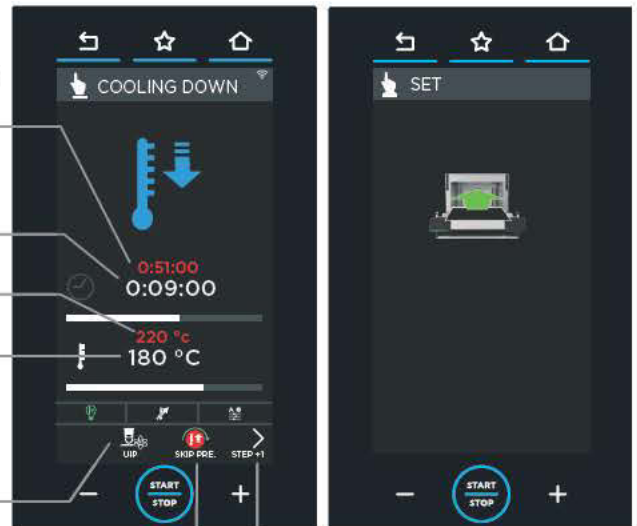 COOLING DOWN
0:51:00
0:09:00
220 °c
180 °C
UIP
SKIP PRE.
STEP +1
− START STOP +
SET
− START STOP +